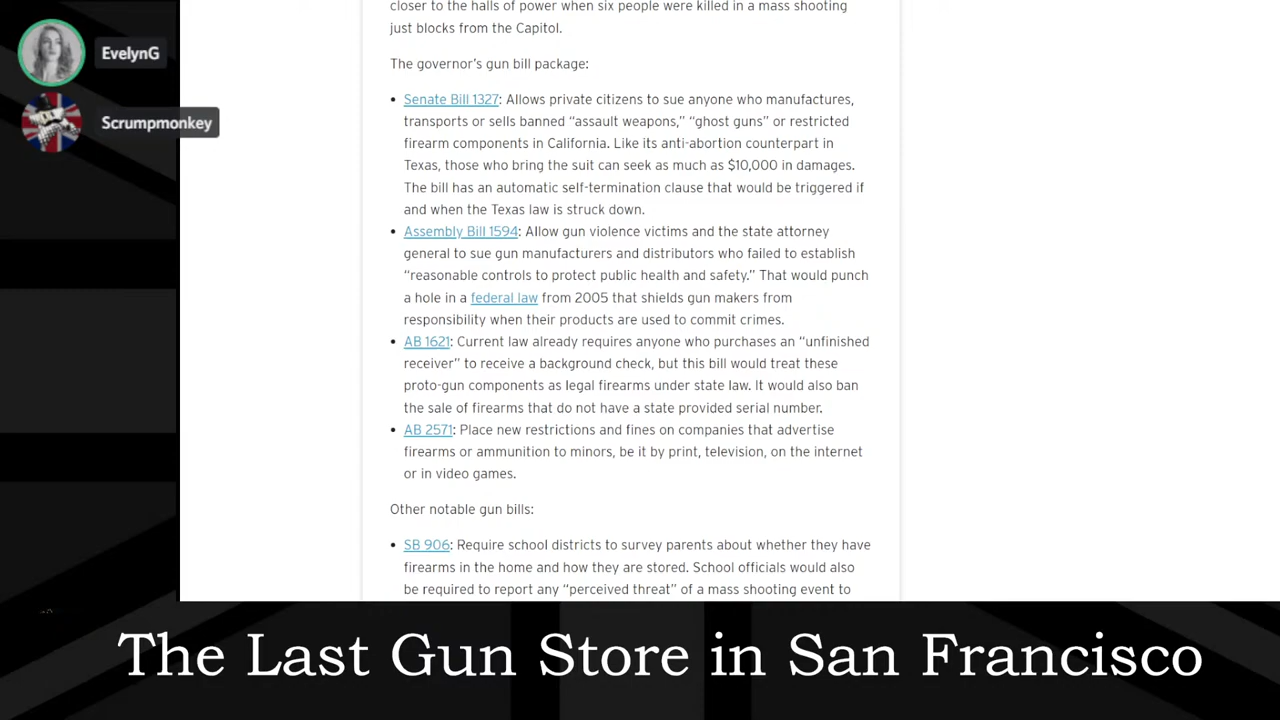 EvelynG
Scrumpmonkey
closer to the halls of power when six people were killed in a mass shooting
just blocks from the Capitol.
The governor’s gun bill package:
• Senate Bill 1327: Allows private citizens to sue anyone who manufactures,
transports or sells banned “assault weapons,” “ghost guns” or restricted
firearm components in California. Like its anti-abortion counterpart in
Texas, those who bring the suit can seek as much as $10,000 in damages.
The bill has an automatic self-termination clause that would be triggered if
and when the Texas law is struck down.
• Assembly Bill 1594: Allow gun violence victims and the state attorney
general to sue gun manufacturers and distributors who failed to establish
“reasonable controls to protect public health and safety.” That would punch
a hole in a federal law from 2005 that shields gun makers from
responsibility when their products are used to commit crimes.
• AB 1621: Current law already requires anyone who purchases an “unfinished
receiver” to receive a background check, but this bill would treat these
proto-gun components as legal firearms under state law. It would also ban
the sale of firearms that do not have a state provided serial number.
• AB 2571: Place new restrictions and fines on companies that advertise
firearms or ammunition to minors, be it by print, television, on the internet
or in video games.
Other notable gun bills:
• SB 906: Require school districts to survey parents about whether they have
firearms in the home and how they are stored. School officials would also
be required to report any “perceived threat” of a mass shooting event to
The Last Gun Store in San Francisco